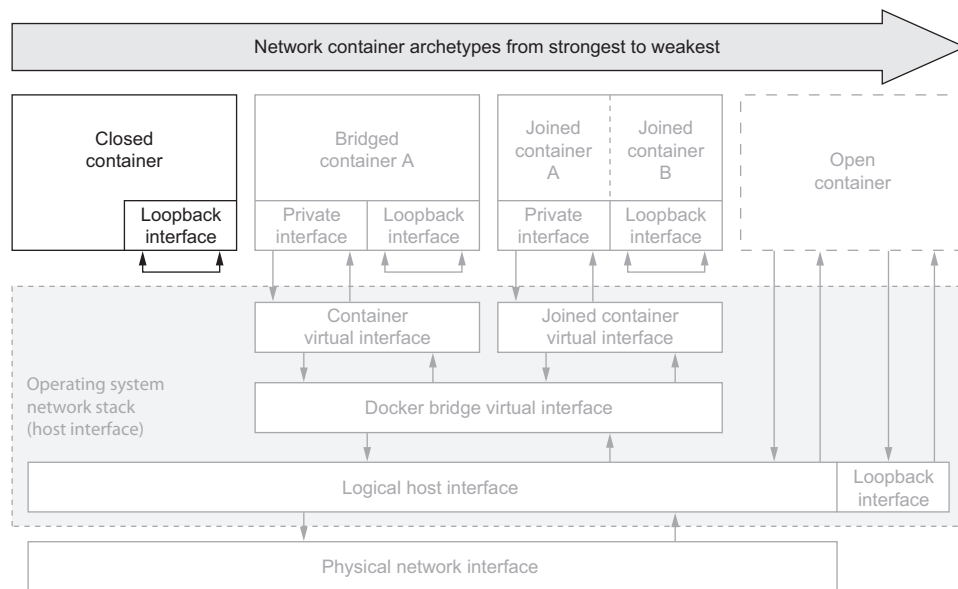 Network container archetypes from strongest to weakest
Closed
container
Loopback
interface
Bridged
container A
Private
interface
Loopback
interface
Joined
container
A
Joined
container
B
Private
interface
Loopback
interface
Open
container
Container
virtual interface
Joined container
virtual interface
Operating system
network stack
(host interface)
Docker bridge virtual interface
Logical host interface
Loopback
interface
Physical network interface